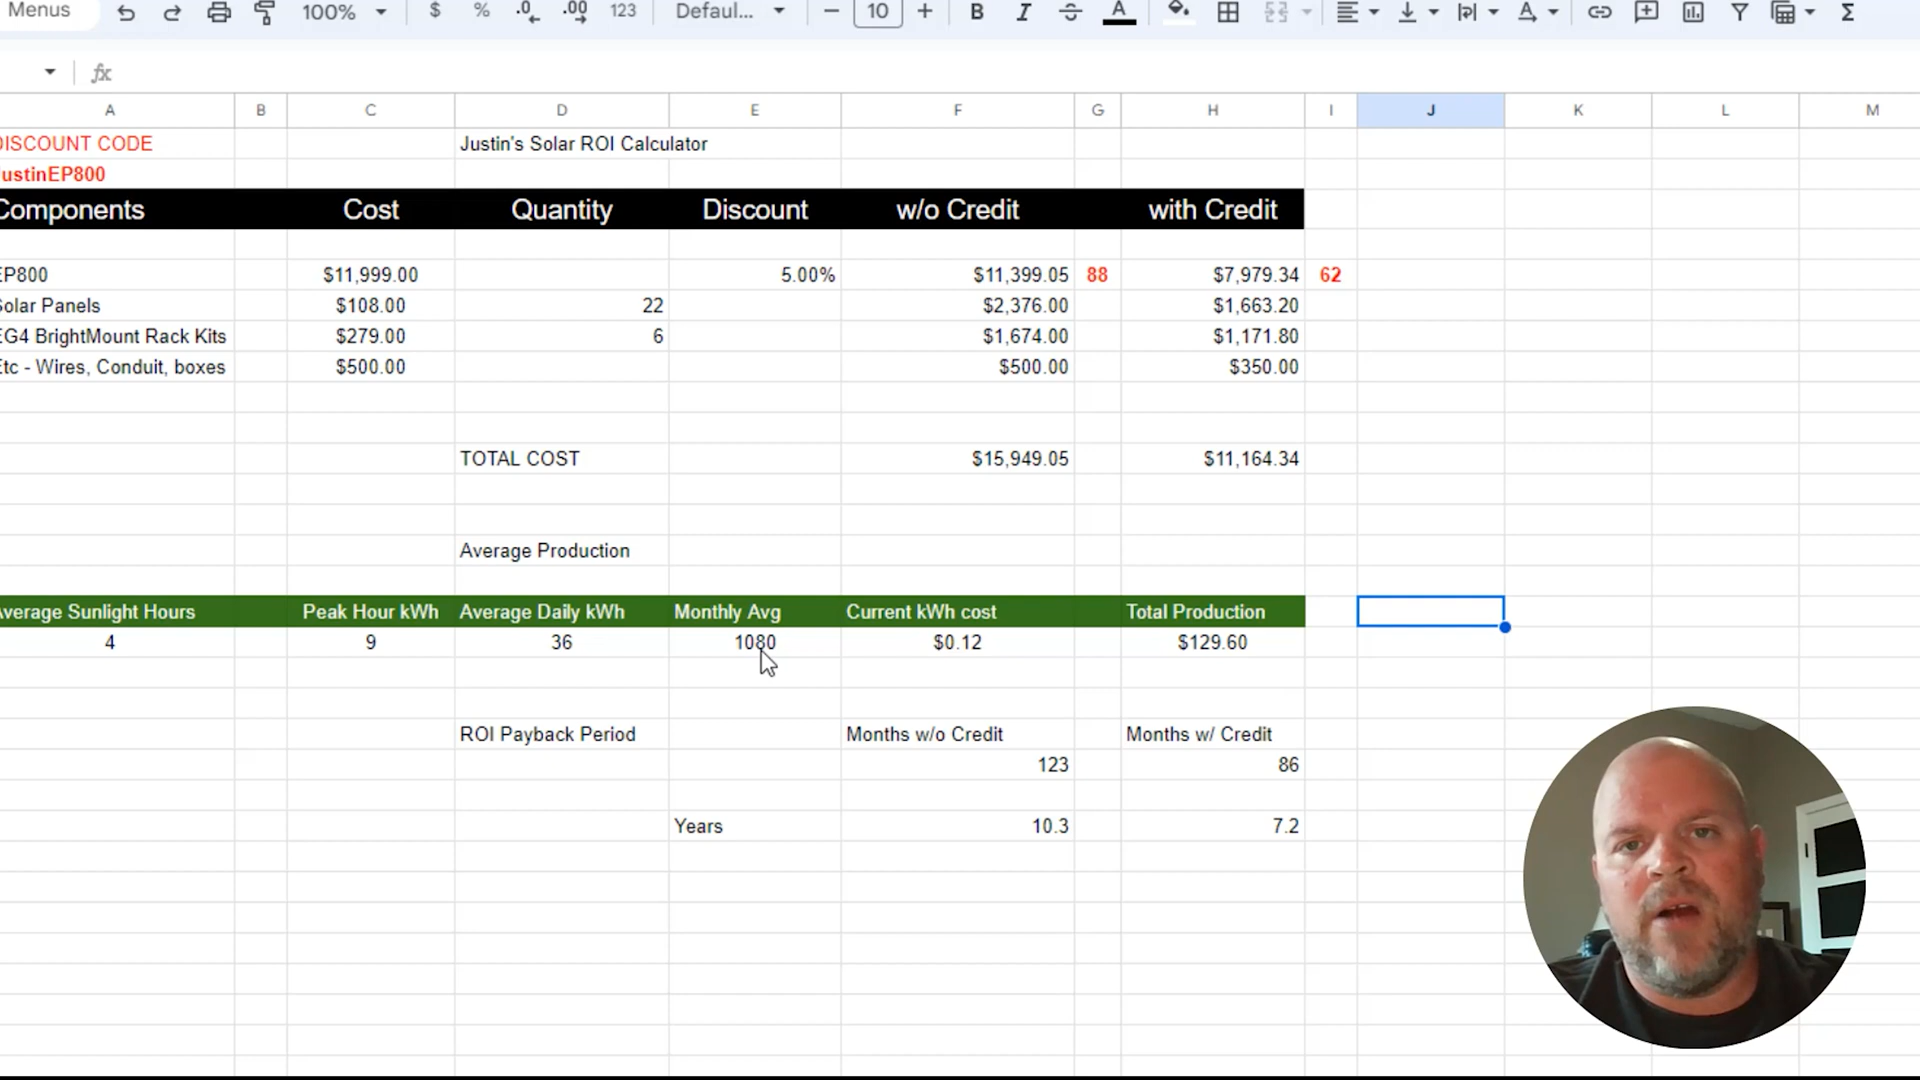 Menus 100% $ % .0 .00 123 Defaul... 10 B I A
fx
A B C D E F G H I J K L M
DISCOUNT CODE Justin's Solar ROI Calculator
ustinEP800
Components Cost Quantity Discount w/o Credit with Credit
EP800 $11,999.00 5.00% $11,399.05 88 $7,979.34 62
Solar Panels $108.00 22 $2,376.00 $1,663.20
EG4 BrightMount Rack Kits $279.00 6 $1,674.00 $1,171.80
Etc - Wires, Conduit, boxes $500.00 $500.00 $350.00
TOTAL COST $15,949.05 $11,164.34
Average Production
Average Sunlight Hours Peak Hour kWh Average Daily kWh Monthly Avg Current kWh cost Total Production
4 9 36 1080 $0.12 $129.60
ROI Payback Period Months w/o Credit Months w/ Credit
123 86
Years 10.3 7.2